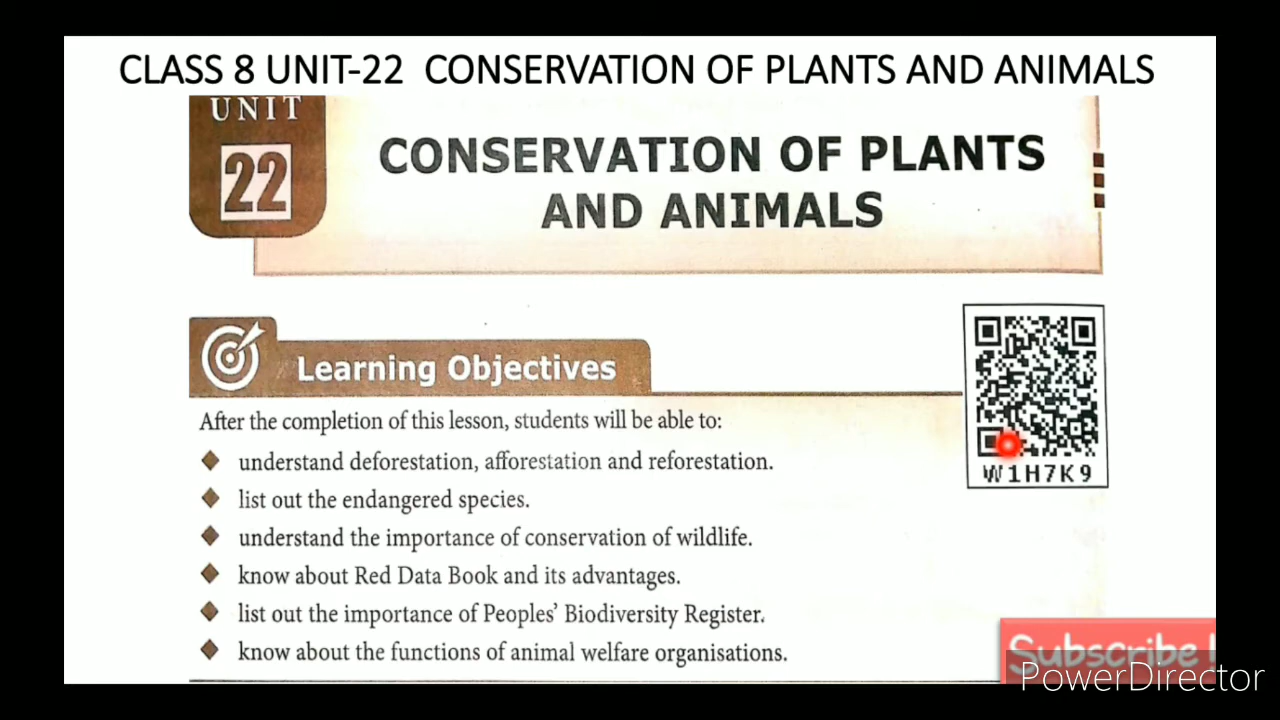 CLASS 8 UNIT-22 CONSERVATION OF PLANTS AND ANIMALS
UNIT
22
CONSERVATION OF PLANTS
AND ANIMALS
Learning Objectives
W1H7K9
After the completion of this lesson, students will be able to:
understand deforestation, afforestation and reforestation.
list out the endangered species.
understand the importance of conservation of wildlife.
know about Red Data Book and its advantages.
list out the importance of Peoples' Biodiversity Register.
know about the functions of animal welfare organisations.
Subscribe !
PowerDirector